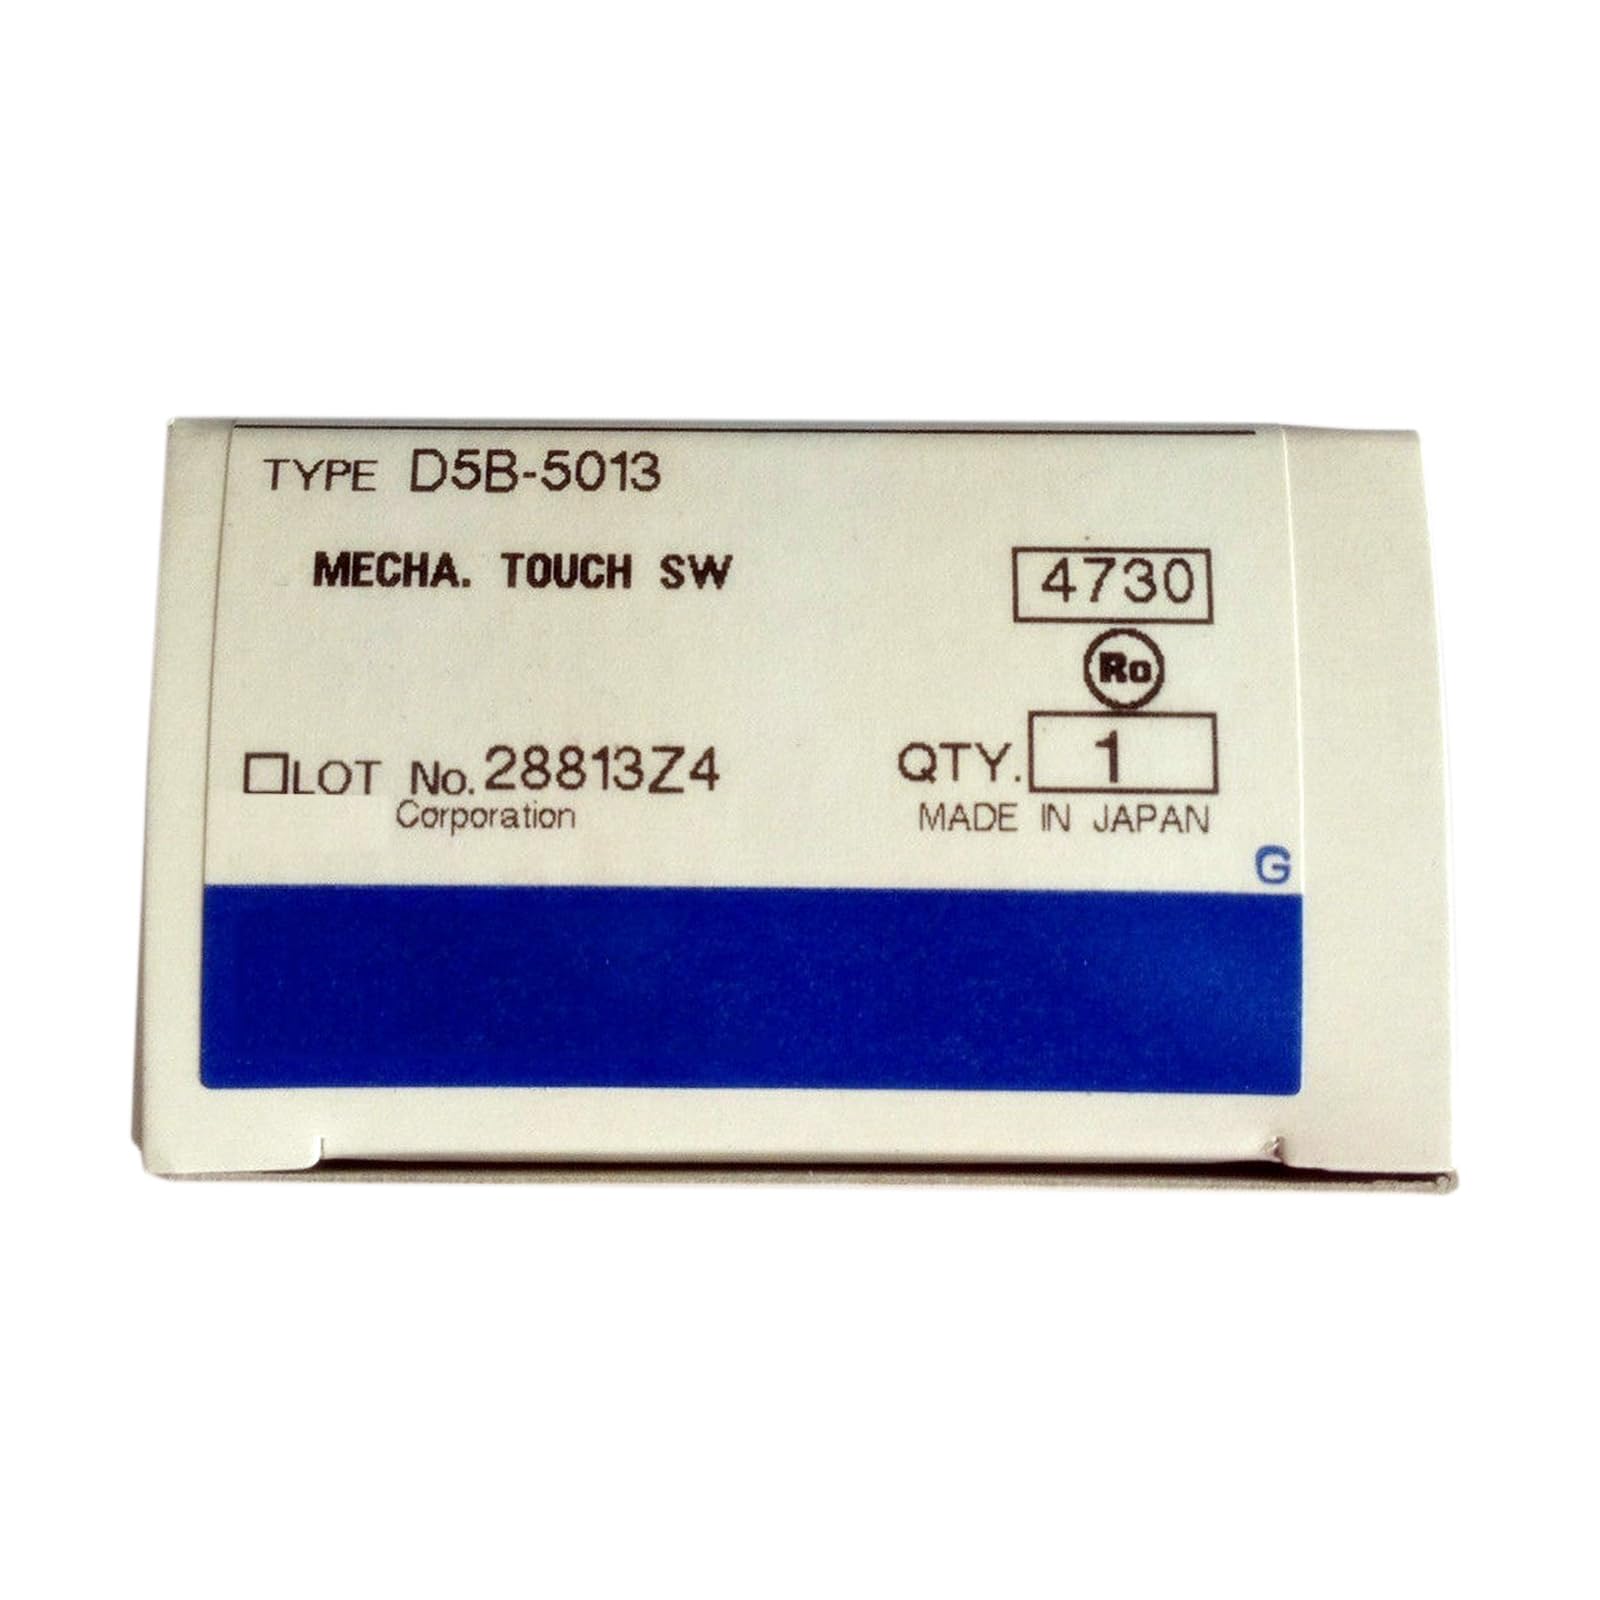 TYPE D5B-5013
MECHA. TOUCH SW
4730
Ro
LOT No. 28813Z4
QTY. 1
Corporation
MADE IN JAPAN
G